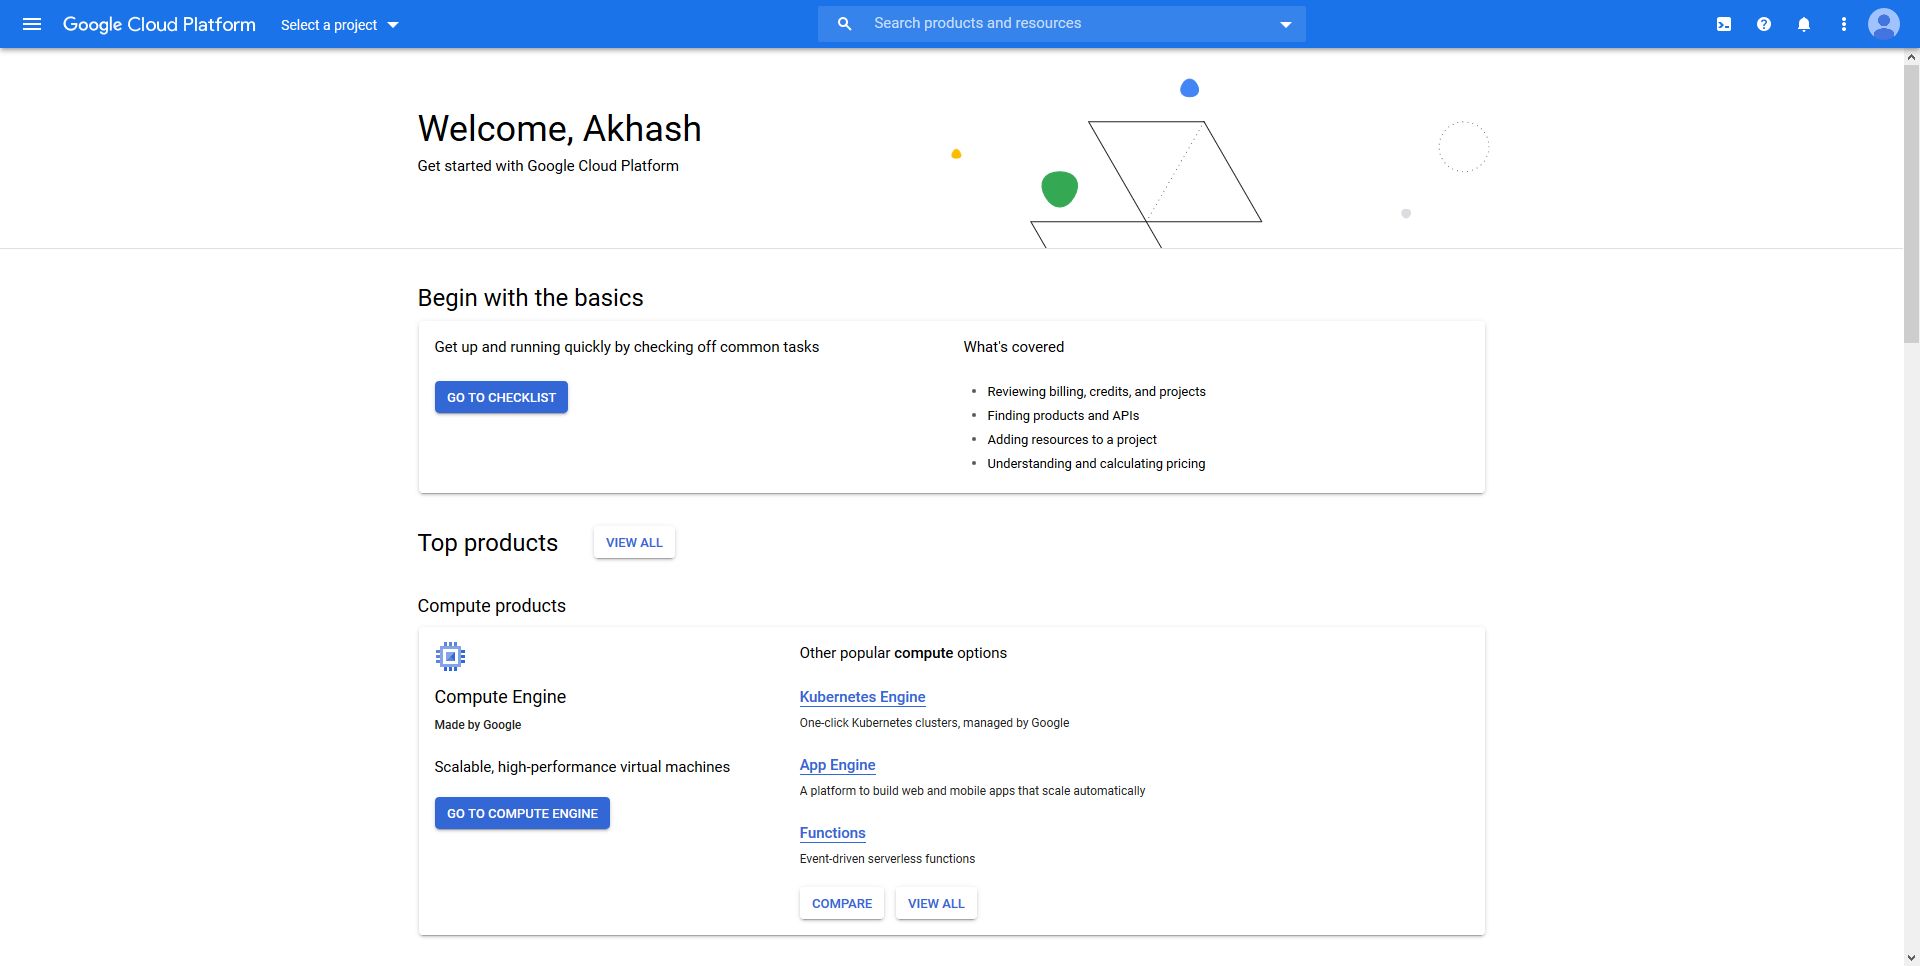 Google Cloud Platform Select a project Search products and resources
Welcome, Akhash
Get started with Google Cloud Platform
Begin with the basics
Get up and running quickly by checking off common tasks
GO TO CHECKLIST
What's covered
Reviewing billing, credits, and projects
Finding products and APIs
Adding resources to a project
Understanding and calculating pricing
Top products VIEW ALL
Compute products
Compute Engine
Made by Google
Scalable, high-performance virtual machines
GO TO COMPUTE ENGINE
Other popular compute options
Kubernetes Engine
One-click Kubernetes clusters, managed by Google
App Engine
A platform to build web and mobile apps that scale automatically
Functions
Event-driven serverless functions
COMPARE VIEW ALL